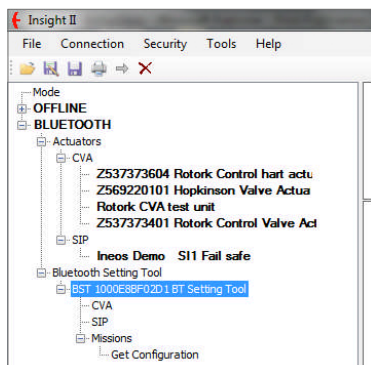 Insight II
File Connection Security Tools Help
Mode
OFFLINE
BLUETOOTH
Actuators
CVA
Z537373604 Rotork Control hart actu
Z569220101 Hopkinson Valve Actua
Rotork CVA test unit
Z537373401 Rotork Control Valve Act
SIP
Ineos Demo SI1 Fail safe
Bluetooth Setting Tool
BST 1000E8BF02D1 BT Setting Tool
CVA
SIP
Missions
Get Configuration